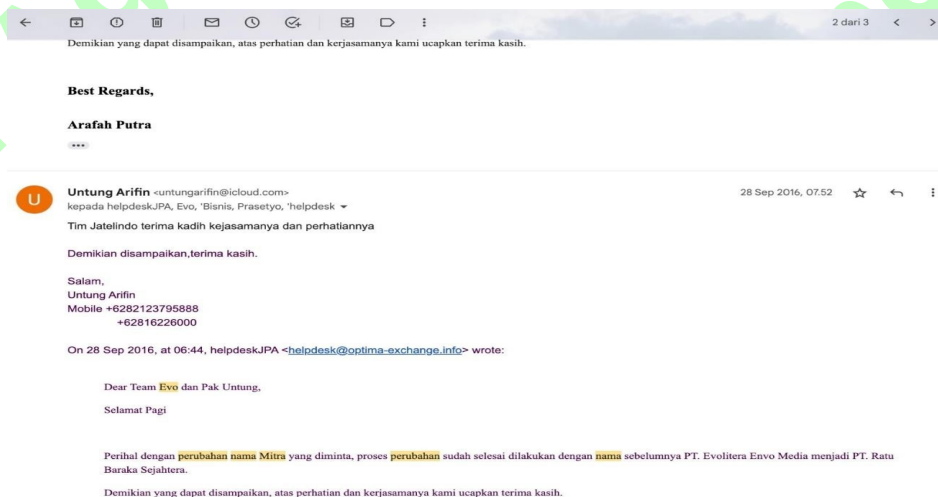 2 dari 3
Demikian yang dapat disampaikan, atas perhatian dan kerjasamanya kami ucapkan terima kasih.
Best Regards,
Arafah Putra
U
Untung Arifin <untungarifin@icloud.com>
28 Sep 2016, 07.52
kepada helpdeskJPA, Evo, 'Bisnis, Prasetyo, 'helpdesk
Tim Jatelindo terima kadih kejasamanya dan perhatiannya
Demikian disampaikan,terima kasih.
Salam,
Untung Arifin
Mobile +6282123795888
+62816226000
On 28 Sep 2016, at 06:44, helpdeskJPA <helpdesk@optima-exchange.info> wrote:
Dear Team Evo dan Pak Untung,
Selamat Pagi
Perihal dengan perubahan nama Mitra yang diminta, proses perubahan sudah selesai dilakukan dengan nama sebelumnya PT. Evolitera Envo Media menjadi PT. Ratu
Baraka Sejahtera.
Demikian yang dapat disampaikan, atas perhatian dan kerjasamanya kami ucapkan terima kasih.